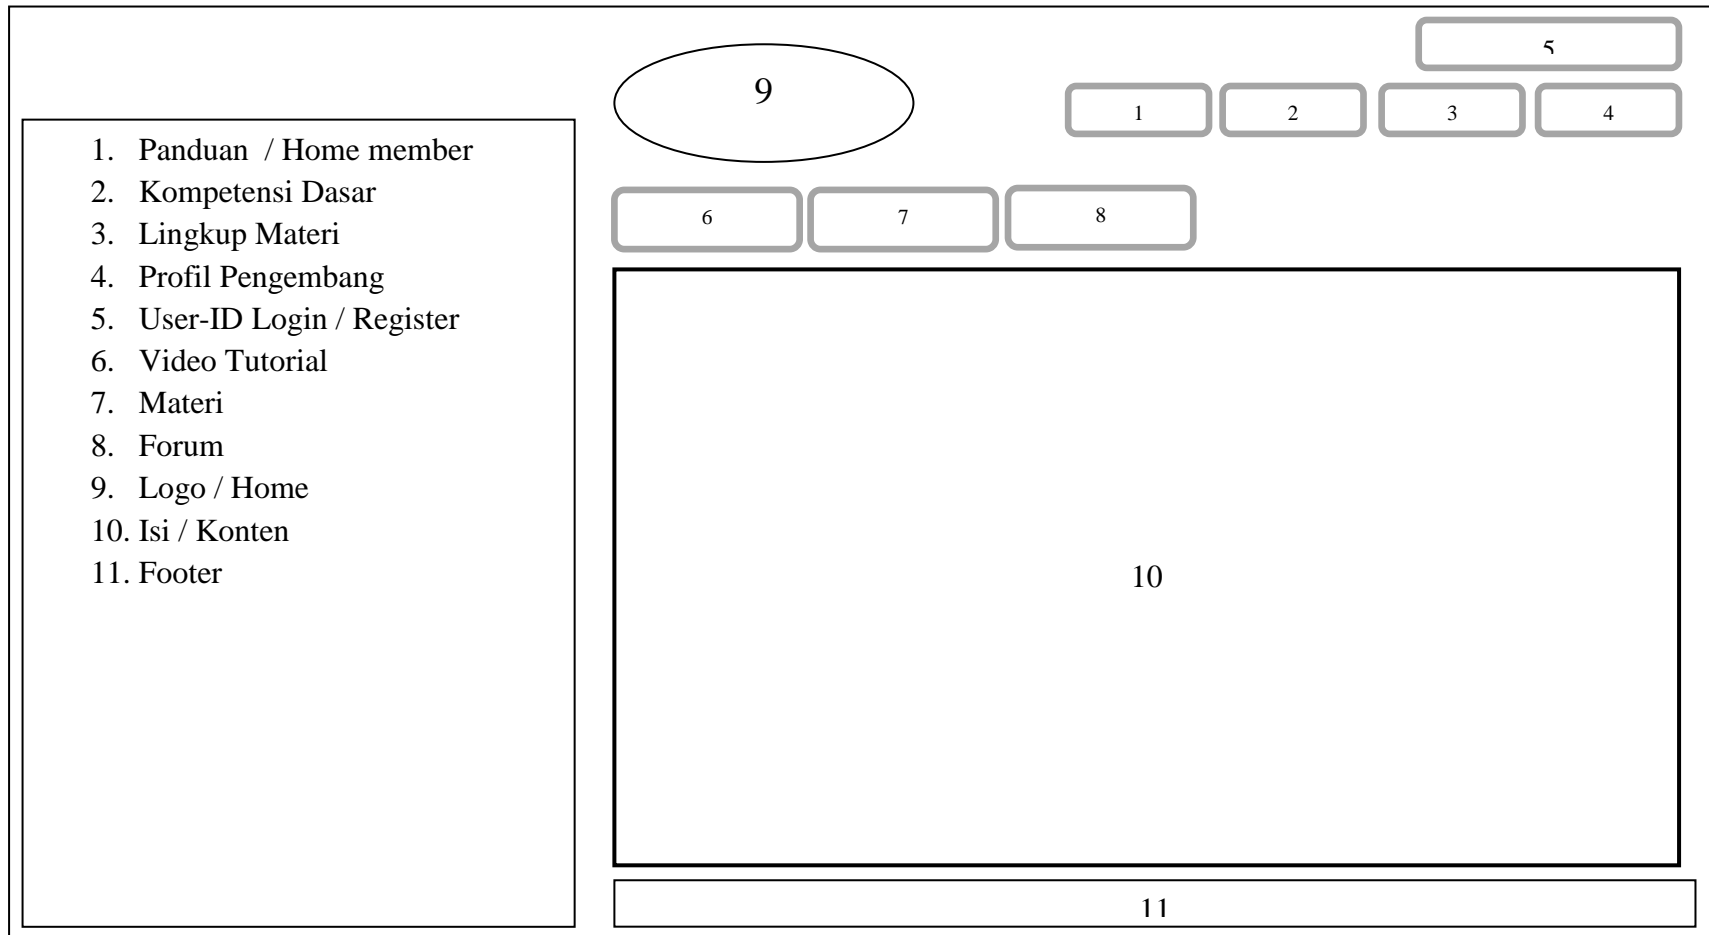 1. Panduan / Home member
2. Kompetensi Dasar
3. Lingkup Materi
4. Profil Pengembang
5. User-ID Login / Register
6. Video Tutorial
7. Materi
8. Forum
9. Logo / Home
10. Isi / Konten
11. Footer
5
9
1 2 3 4
6 7 8
10
11